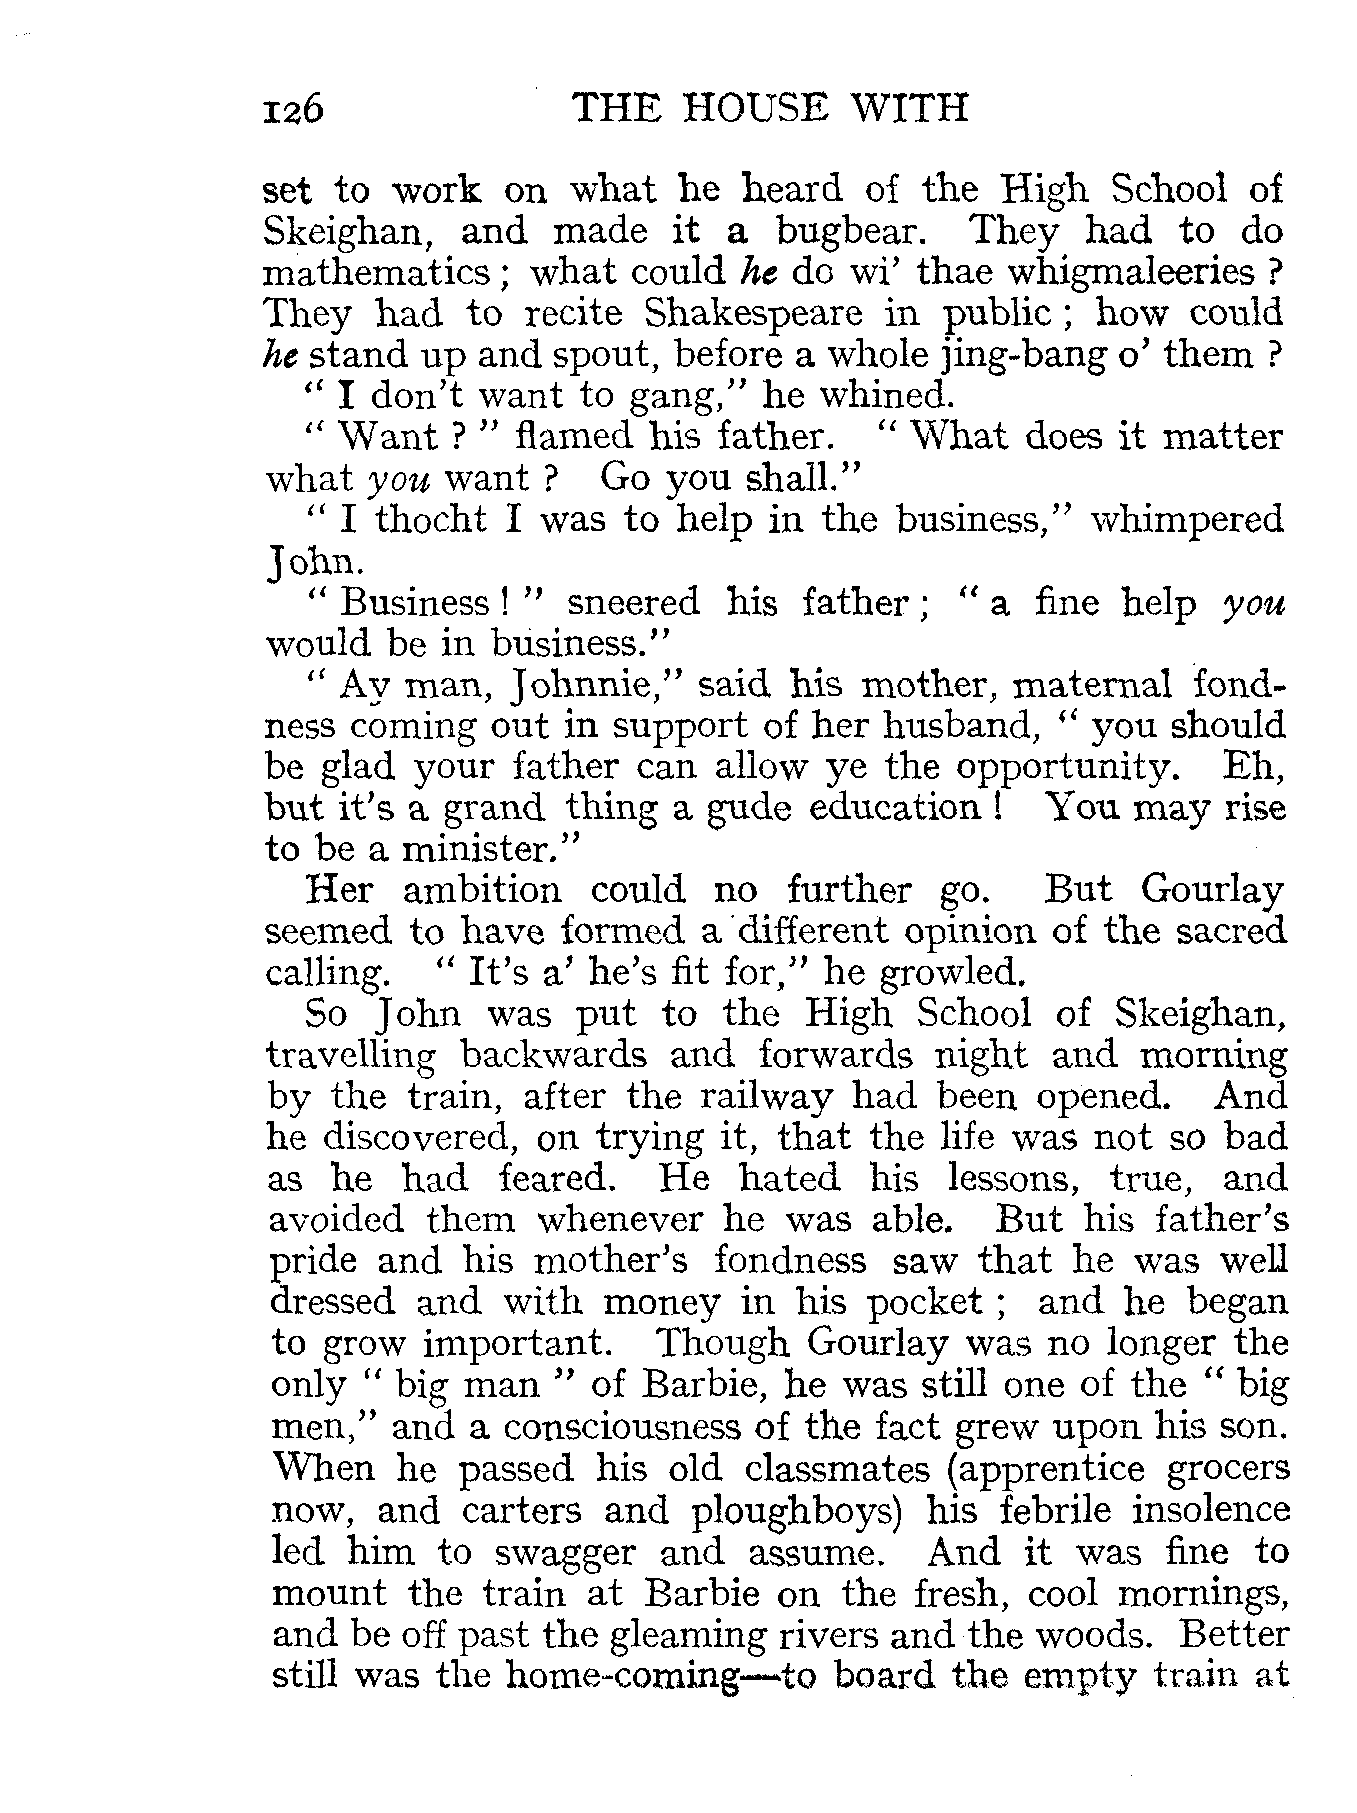 126 THE HOUSE WITH
set to work on what he heard of the High School of
Skeighan, and made it a bugbear. They had to do
mathematics ; what could he do wi' thae whigmaleeries ?
They had to recite Shakespeare in public ; how could
he stand up and spout, before a whole jing-bang o' them ?
" I don't want to gang," he whined.
" Want ? " flamed his father. " What does it matter
what you want ? Go you shall."
" I thocht I was to help in the business," whimpered
John.
" Business ! " sneered his father ; " a fine help you
would be in business."
" Ay man, Johnnie," said his mother, maternal fond-
ness coming out in support of her husband, " you should
be glad your father can allow ye the opportunity. Eh,
but it's a grand thing a gude education ! You may rise
to be a minister."
Her ambition could no further go. But Gourlay
seemed to have formed a different opinion of the sacred
calling. " It's a' he's fit for," he growled.
So John was put to the High School of Skeighan,
travelling backwards and forwards night and morning
by the train, after the railway had been opened. And
he discovered, on trying it, that the life was not so bad
as he had feared. He hated his lessons, true, and
avoided them whenever he was able. But his father's
pride and his mother's fondness saw that he was well
dressed and with money in his pocket ; and he began
to grow important. Though Gourlay was no longer the
only " big man " of Barbie, he was still one of the " big
men," and a consciousness of the fact grew upon his son.
When he passed his old classmates (apprentice grocers
now, and carters and ploughboys) his febrile insolence
led him to swagger and assume. And it was fine to
mount the train at Barbie on the fresh, cool mornings,
and be off past the gleaming rivers and the woods. Better
still was the home-coming—to board the empty train at